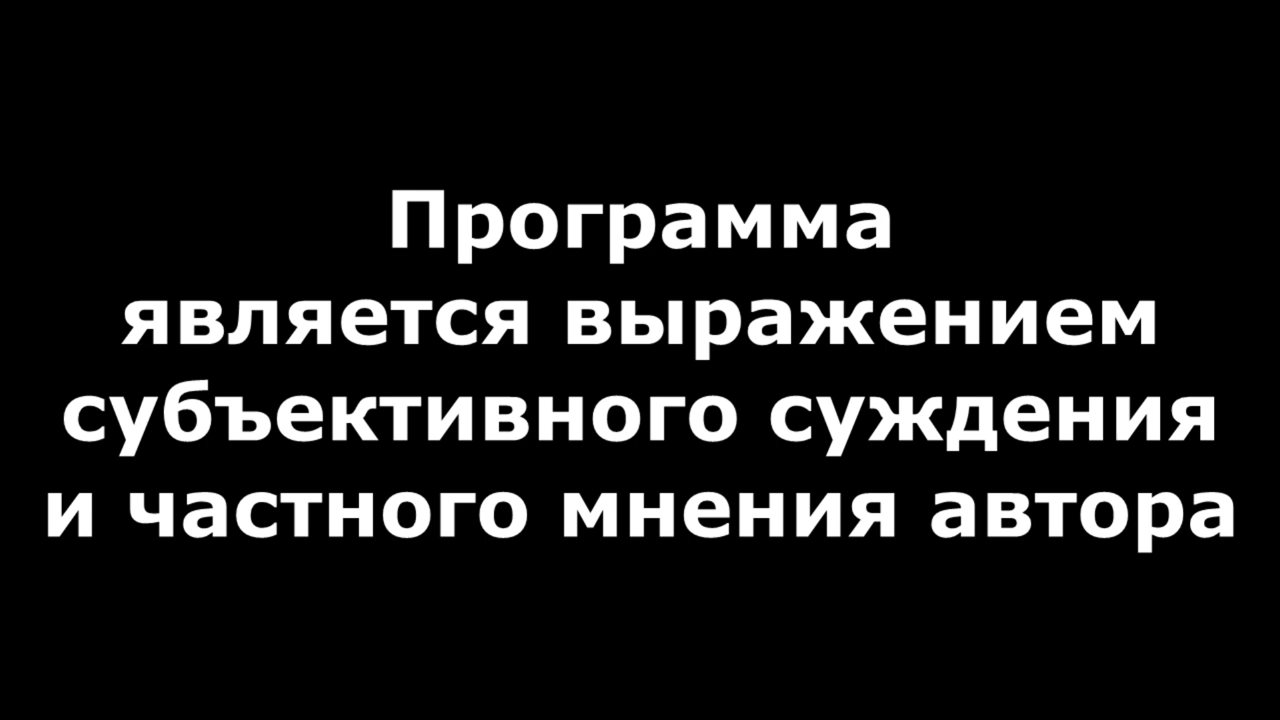 Программа
является выражением
субъективного суждения
и частного мнения автора